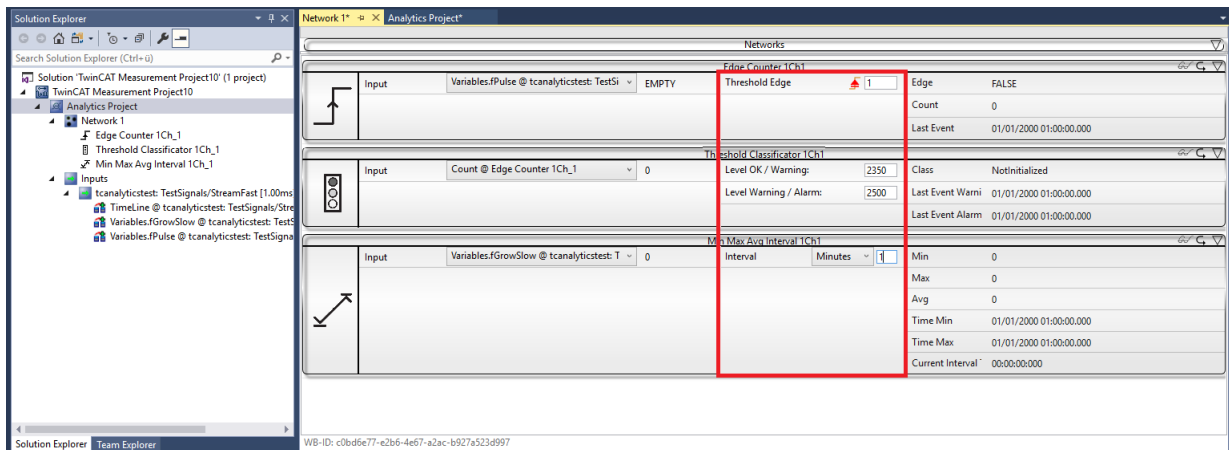 Solution Explorer
Search Solution Explorer (Ctrl+ü)
Solution 'TwinCAT Measurement Project10' (1 project)
TwinCAT Measurement Project10
Analytics Project
Network 1
Edge Counter 1Ch_1
Threshold Classificator 1Ch_1
Min Max Avg Interval 1Ch_1
Inputs
tcanalyticstest: TestSignals/StreamFast [1.00ms
TimeLine @ tcanalyticstest: TestSignals/Stre
Variables.fGrowSlow @ tcanalyticstest: TestS
Variables.fPulse @ tcanalyticstest: TestSigna
Solution Explorer Team Explorer
Network 1* Analytics Project*
Networks
Edge Counter 1Ch1
Input Variables.fPulse @ tcanalyticstest: TestSi EMPTY Threshold Edge 1 Edge FALSE
Count 0
Last Event 01/01/2000 01:00:00.000
Threshold Classificator 1Ch1
Input Count @ Edge Counter 1Ch_1 0 Level OK / Warning: 2350 Class NotInitialized
Level Warning / Alarm: 2500 Last Event Warni 01/01/2000 01:00:00.000
Last Event Alarm 01/01/2000 01:00:00.000
Min Max Avg Interval 1Ch1
Input Variables.fGrowSlow @ tcanalyticstest: T 0 Interval Minutes 1 Min 0
Max 0
Avg 0
Time Min 01/01/2000 01:00:00.000
Time Max 01/01/2000 01:00:00.000
Current Interval 00:00:00:000
WB-ID: c0bd6e77-e2b6-4e67-a2ac-b927a523d997